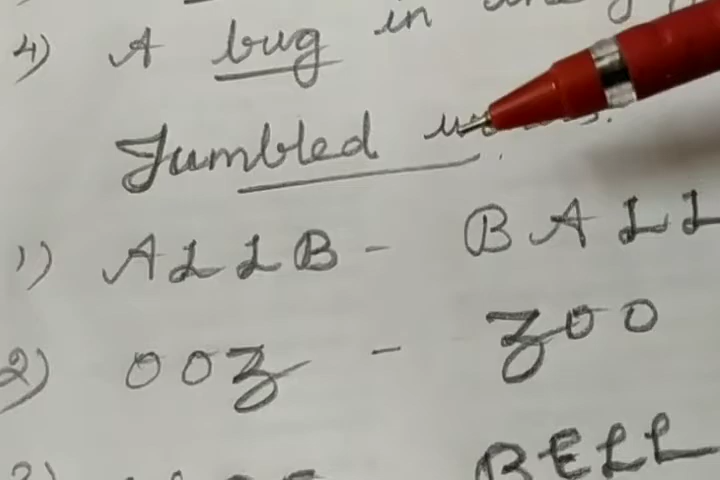 4) A bug in
Jumbled
1) ALLB - BALL
2) OOZ - ZOO
BELL